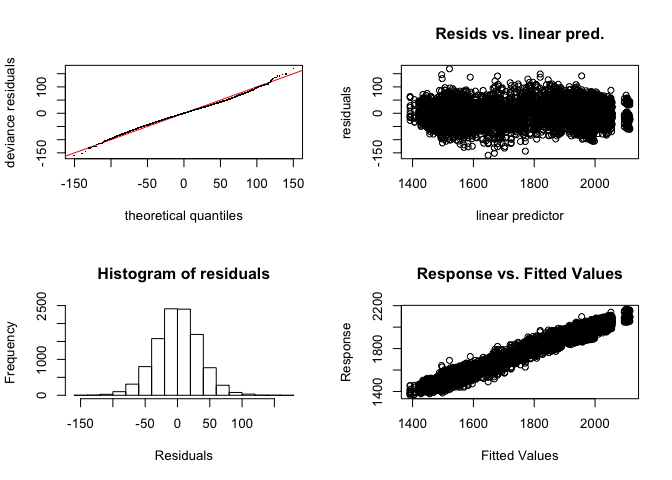 deviance residuals
-150 0 100
-150 -50 0 50 100 150
theoretical quantiles
Resids vs. linear pred.
residuals
-150 0 100
1400 1600 1800 2000
linear predictor
Histogram of residuals
Frequency
0 1000 2500
-150 -50 0 50 100
Residuals
Response vs. Fitted Values
Response
1400 1800 2200
1400 1600 1800 2000
Fitted Values